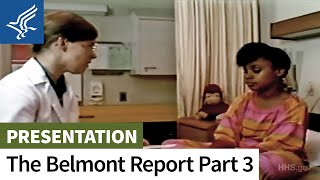 PRESENTATION
The Belmont Report Part 3
HHS.gov